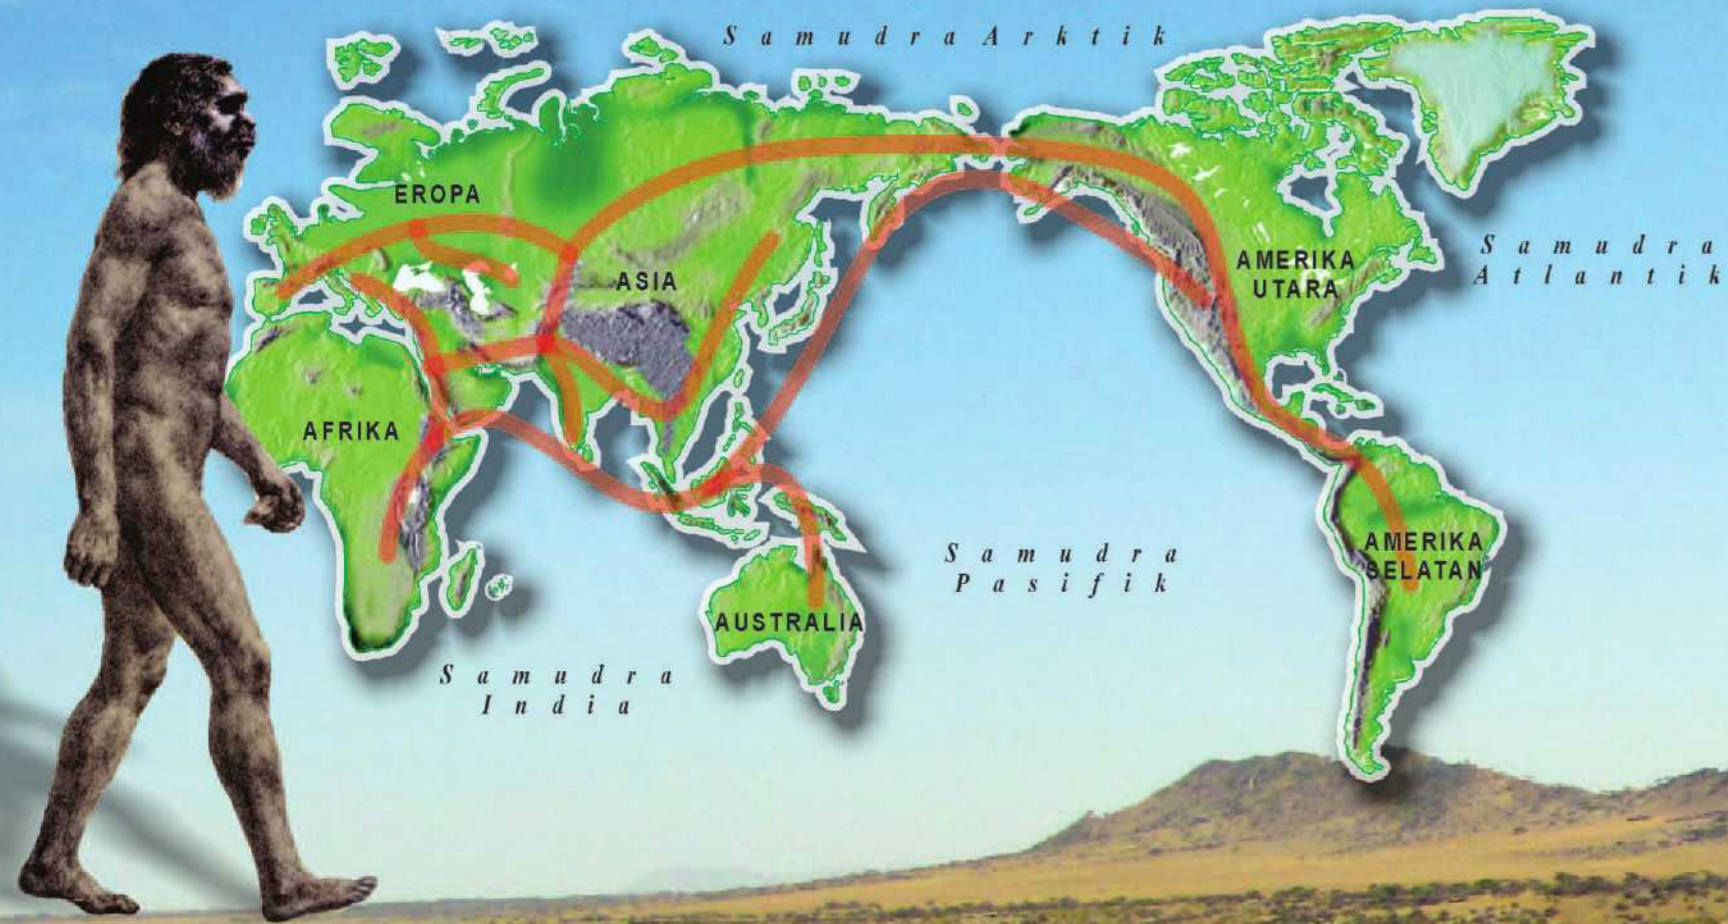 Samudra Arktik
EROPA
ASIA
AMERIKA
UTARA
Samudra
Atlantik
AFRIKA
Samudra
Pasifik
AMERIKA
SELATAN
AUSTRALIA
Samudra
India